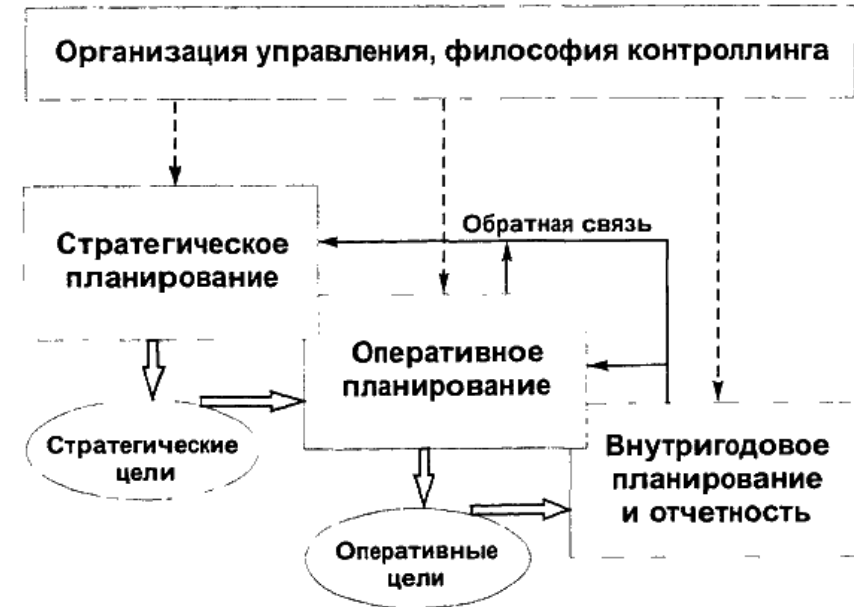 Организация управления, философия контроллинга
Обратная связь
Стратегическое
планирование
Оперативное
планирование
Стратегические
цели
Внутригодовое
планирование
и отчетность
Оперативные
цели